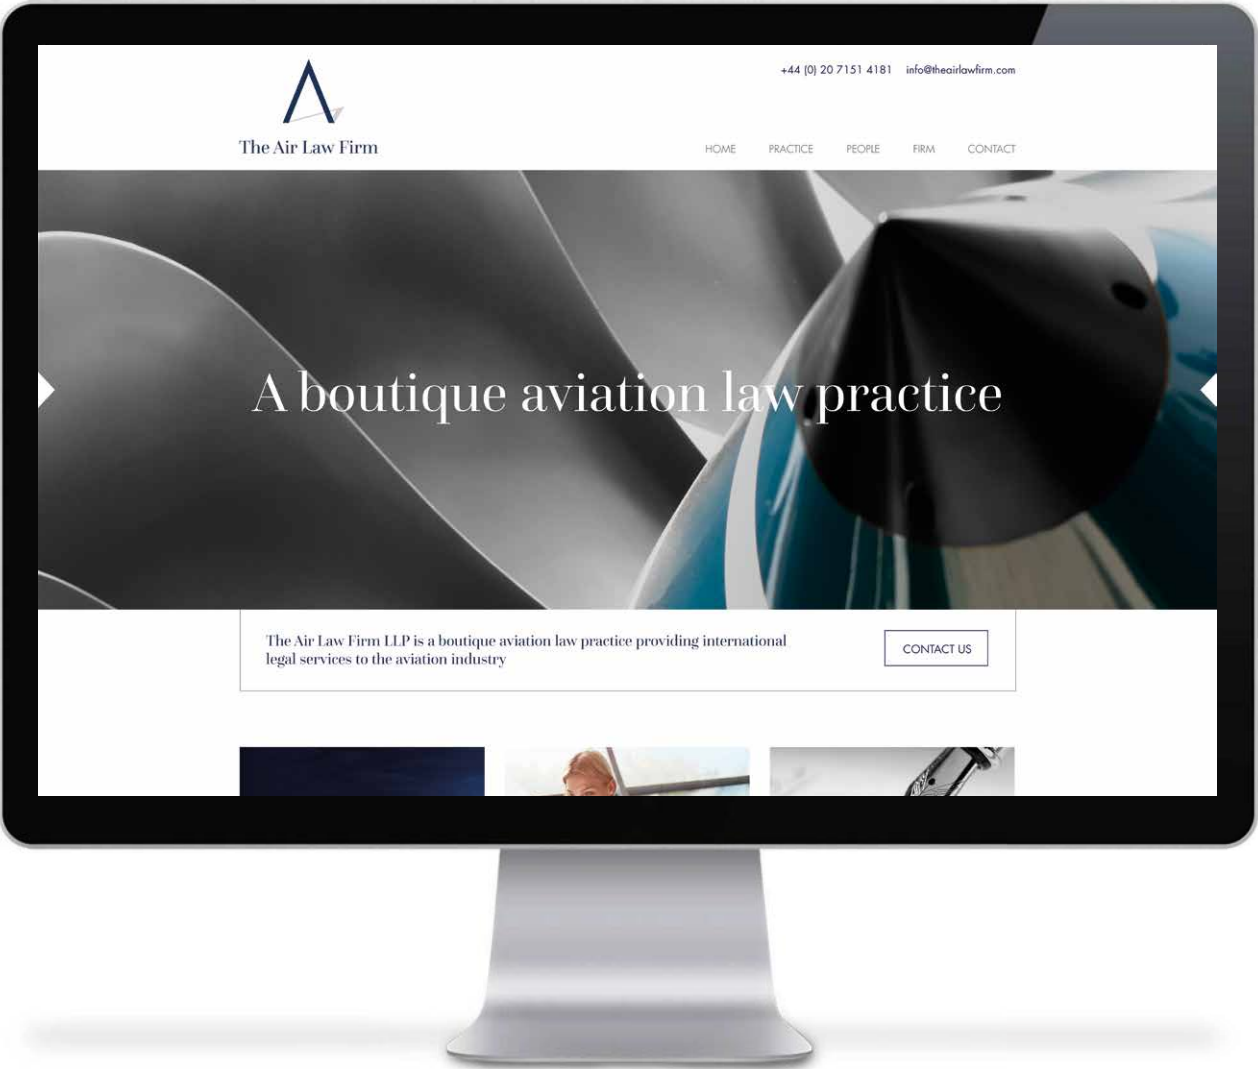 +44 (0) 20 7151 4181 info@theairlawfirm.com
The Air Law Firm
HOME PRACTICE PEOPLE FIRM CONTACT
A boutique aviation law practice
The Air Law Firm LLP is a boutique aviation law practice providing international
legal services to the aviation industry
CONTACT US